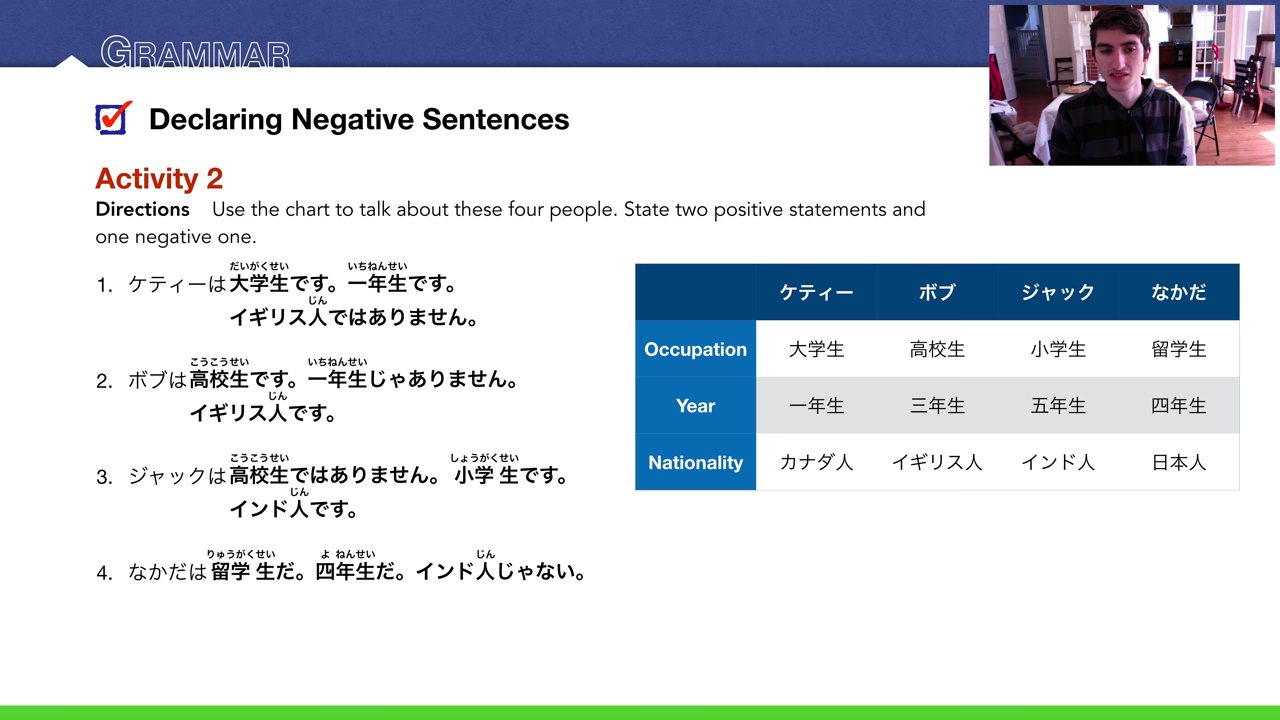 GRAMMAR
Declaring Negative Sentences
Activity 2
Directions Use the chart to talk about these four people. State two positive statements and
one negative one.
だいがくせい いちねんせい
1. ケティーは大学生です。一年生です。
じん
イギリス人ではありません。
こうこうせい いちねんせい
2. ボブは高校生です。一年生じゃありません。
じん
イギリス人です。
こうこうせい しょうがくせい
3. ジャックは高校生ではありません。小学生です。
じん
インド人です。
りゅうがくせい よねんせい じん
4. なかだは留学生だ。四年生だ。インド人じゃない。
ケティー ボブ ジャック なかだ
Occupation 大学生 高校生 小学生 留学生
Year 一年生 三年生 五年生 四年生
Nationality カナダ人 イギリス人 インド人 日本人